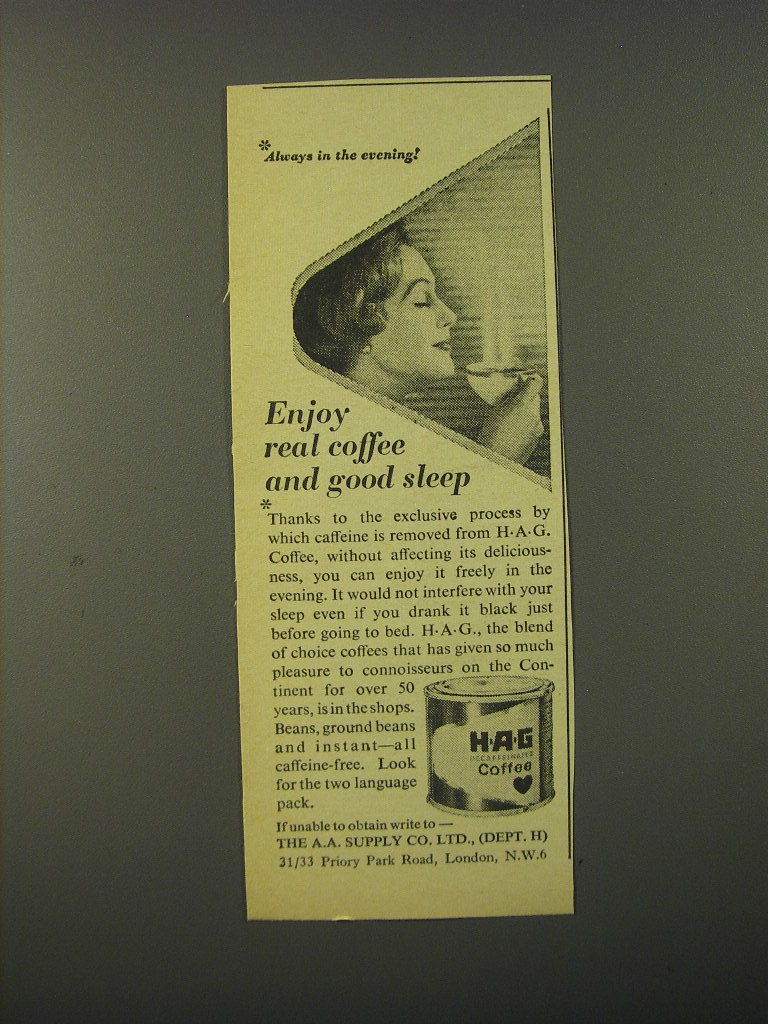 *Always in the evening!
Enjoy
real coffee
and good sleep
*Thanks to the exclusive process by
which caffeine is removed from H·A·G.
Coffee, without affecting its delicious-
ness, you can enjoy it freely in the
evening. It would not interfere with your
sleep even if you drank it black just
before going to bed. H·A·G., the blend
of choice coffees that has given so much
pleasure to connoisseurs on the Con-
tinent for over 50
years, is in the shops.
Beans, ground beans
and instant—all
caffeine-free. Look
for the two language
pack.
H·A·G
DECAFFEINATED
Coffee
If unable to obtain write to —
THE A.A. SUPPLY CO. LTD., (DEPT. H)
31/33 Priory Park Road, London, N.W.6